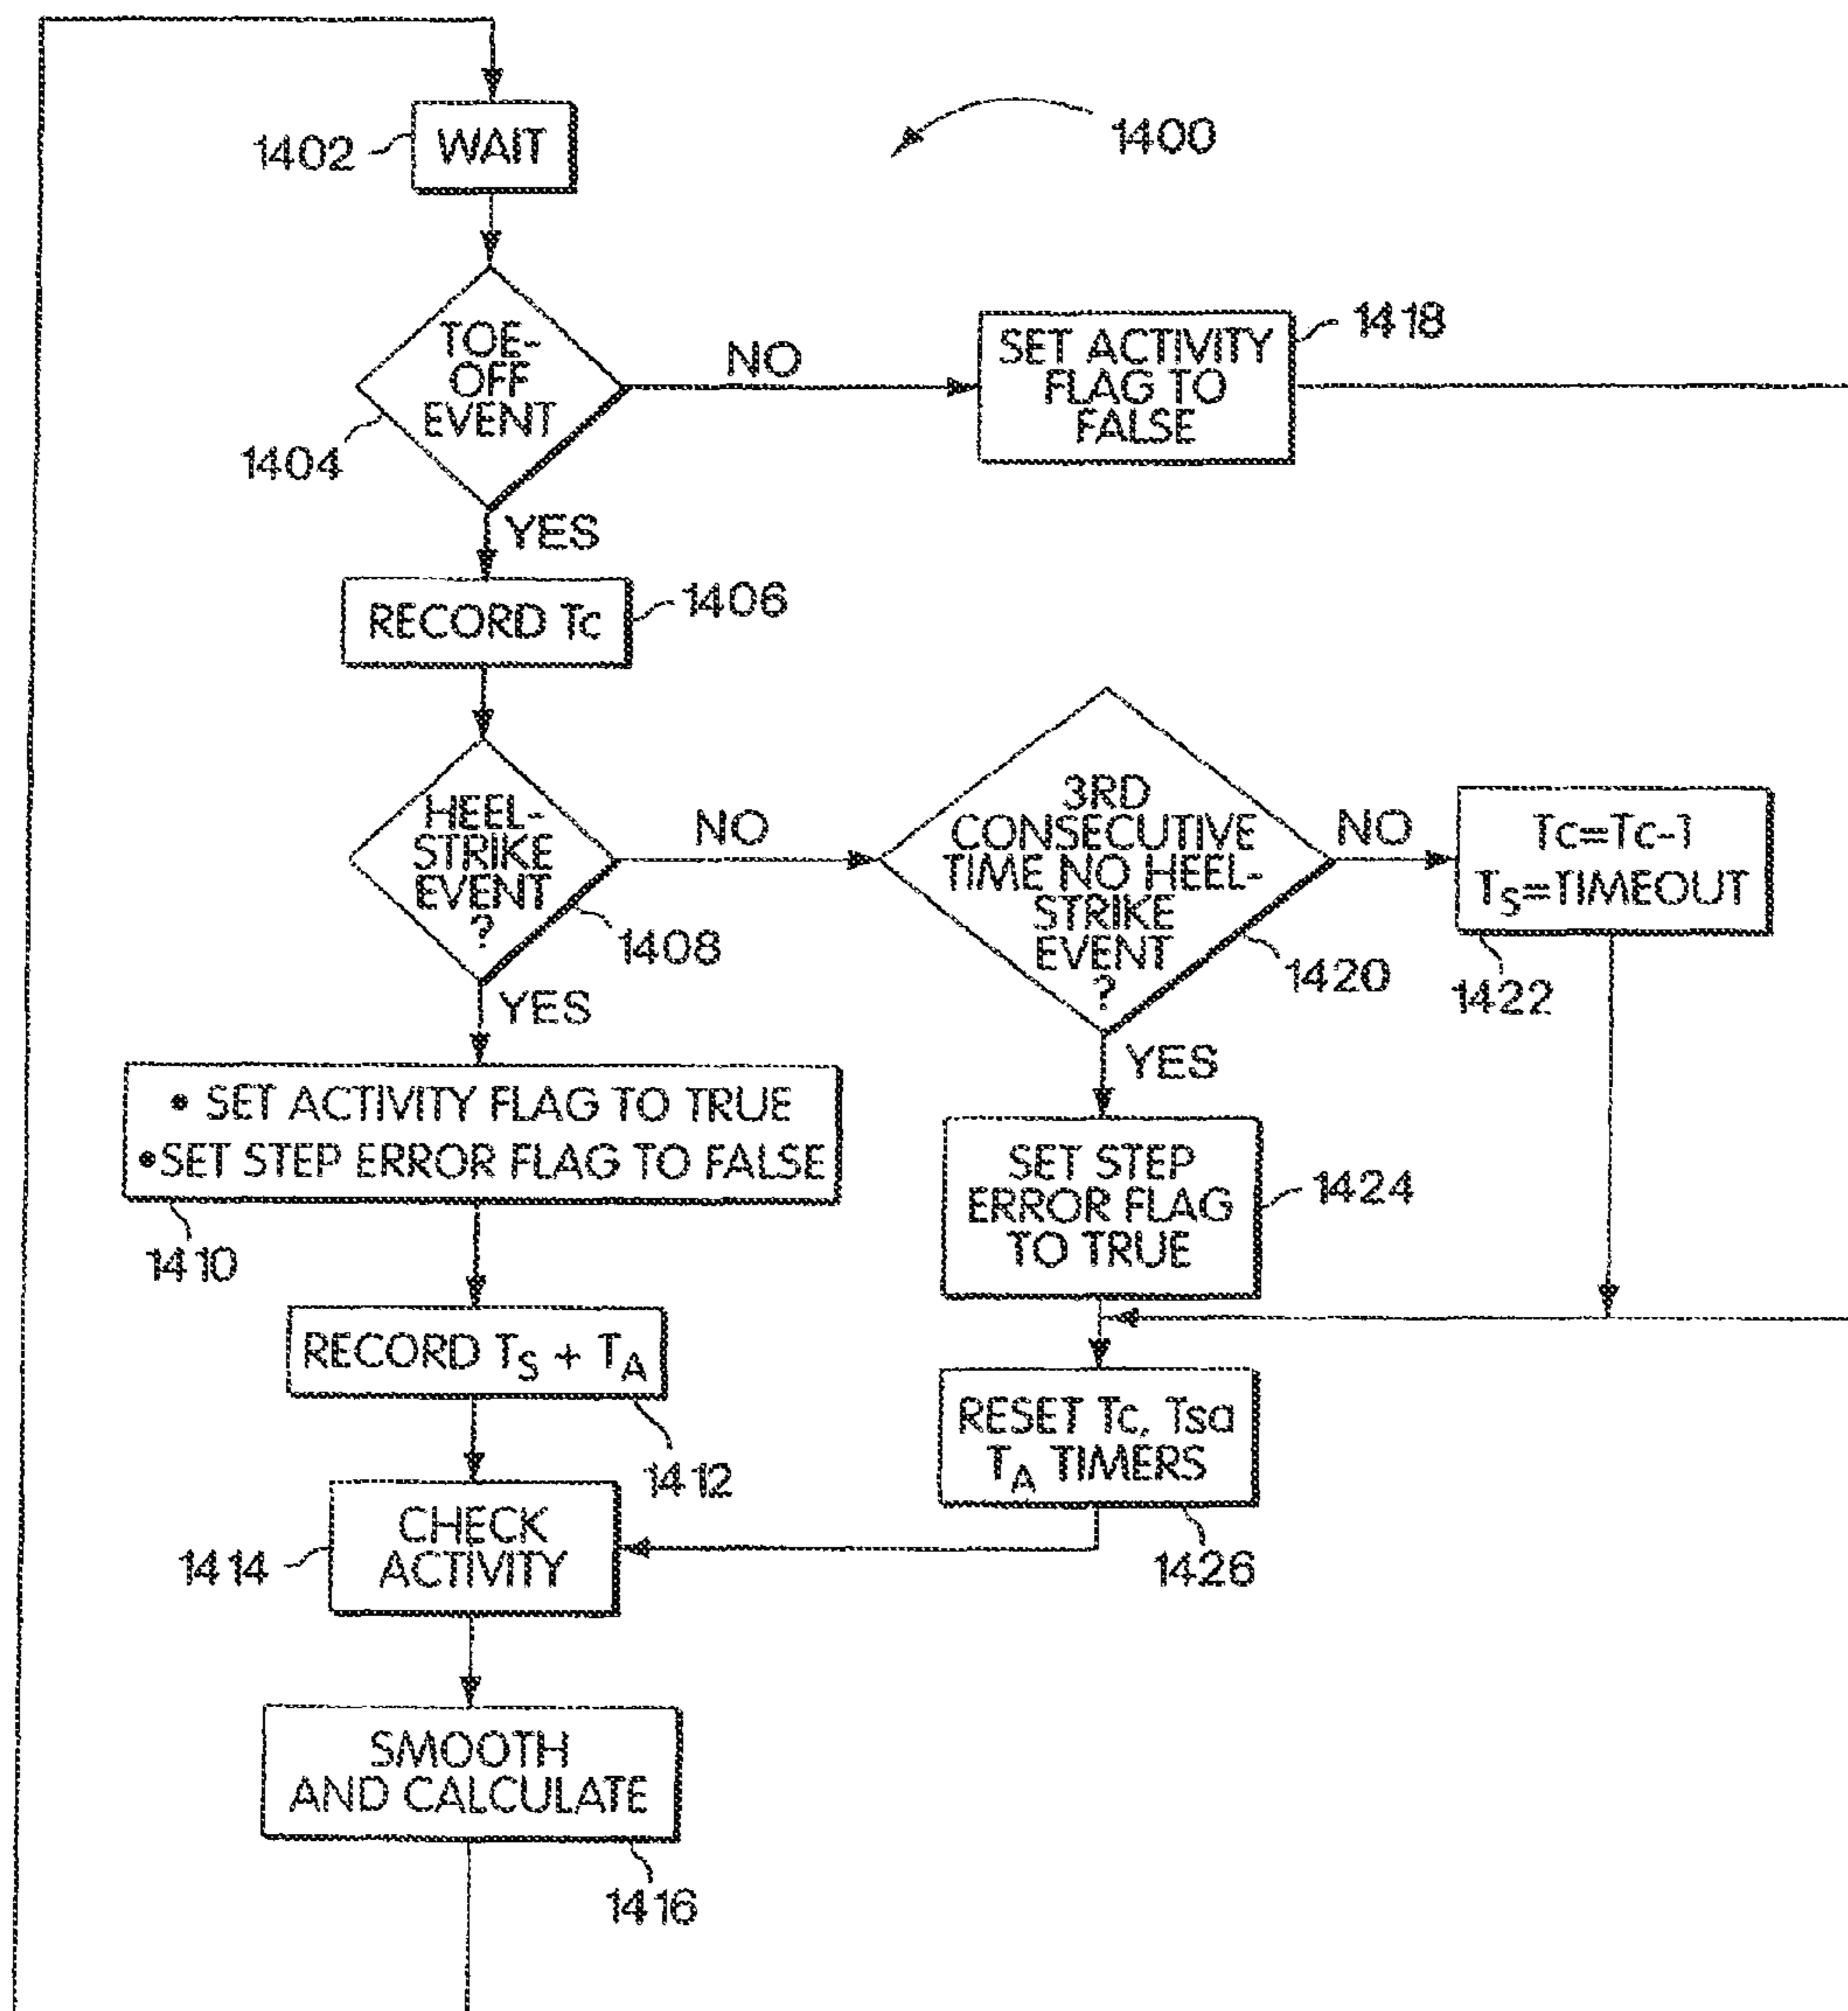 1402
WAIT
1400
TOE-
OFF
EVENT
1404
NO
SET ACTIVITY
FLAG TO
FALSE
1418
YES
RECORD Tc
1406
HEEL-
STRIKE
EVENT
?
1408
NO
3RD
CONSECUTIVE
TIME NO HEEL-
STRIKE
EVENT
?
1420
NO
Tc=Tc-1
TS=TIMEOUT
1422
YES
• SET ACTIVITY FLAG TO TRUE
•SET STEP ERROR FLAG TO FALSE
1410
YES
SET STEP
ERROR FLAG
TO TRUE
1424
RECORD TS + TA
1412
RESET Tc, Tsa
TA TIMERS
1426
CHECK
ACTIVITY
1414
SMOOTH
AND CALCULATE
1416